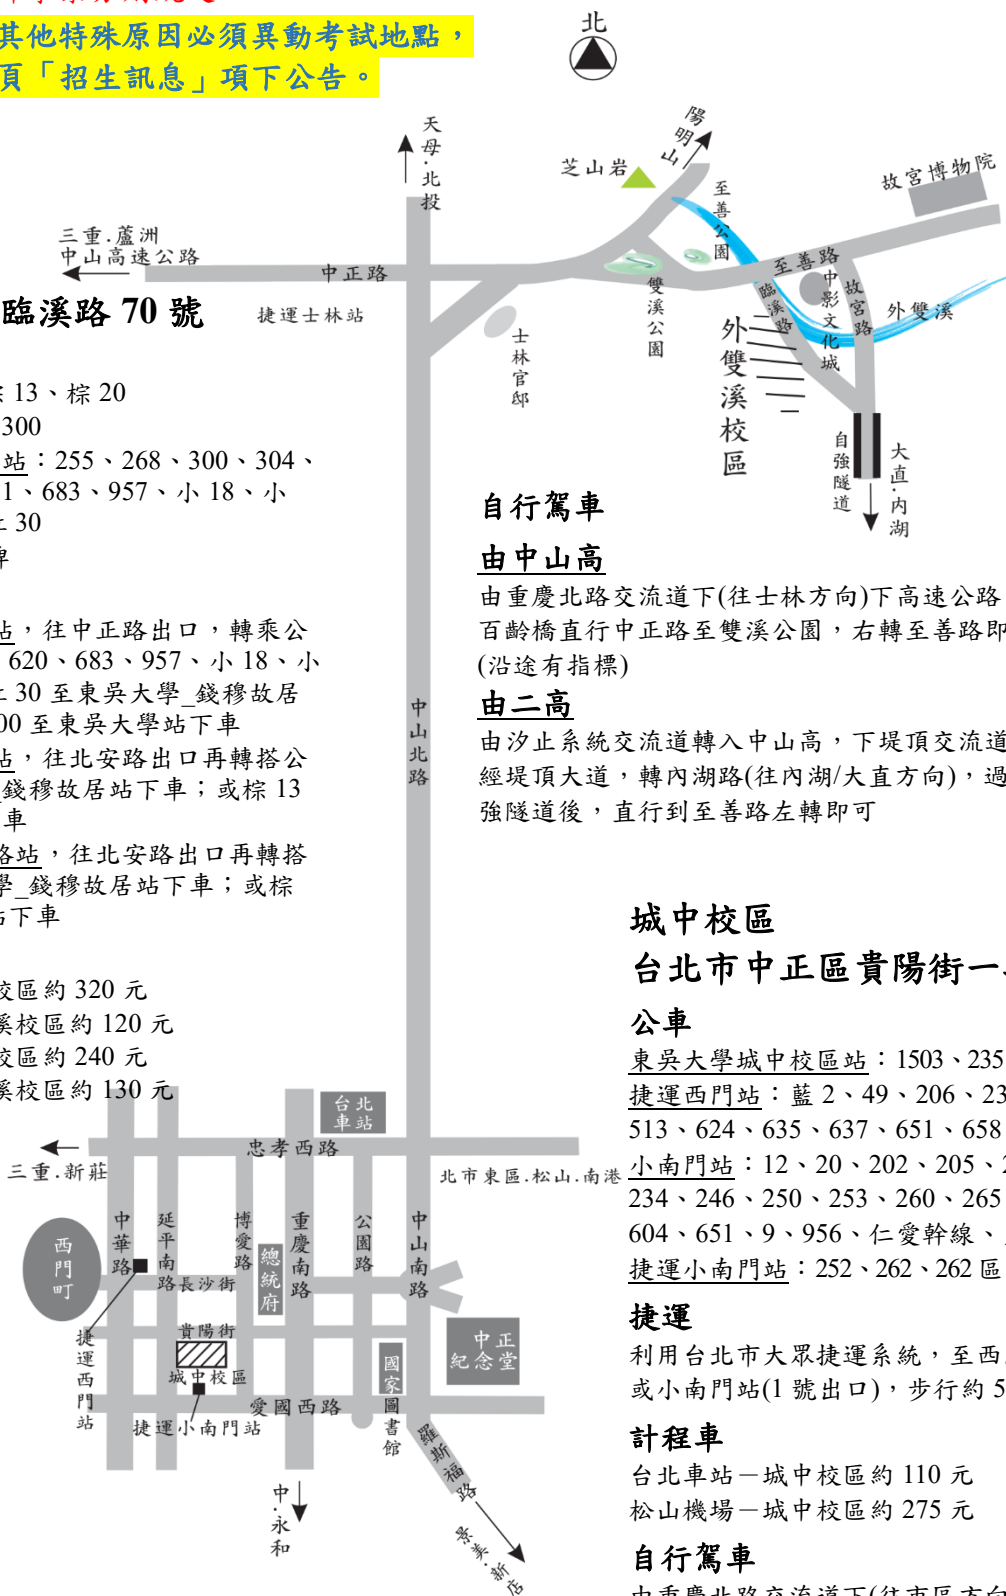 其他特殊原因必須異動考試地點，
頁「招生訊息」項下公告。
北
天母.北投
陽明山
芝山岩
至善公園
故宮博物院
三重.蘆洲
中山高速公路
中正路
至善路
臨溪路 70 號
捷運士林站
雙溪公園
臨溪路
中影文化城
故宮路
外雙溪
士林官邸
外雙溪校區
自強隧道
大直.內湖
13、棕 20
300
站：255、268、300、304、
1、683、957、小 18、小
30
站，往中正路出口，轉乘公
620、683、957、小 18、小
30 至東吳大學_錢穆故居
00 至東吳大學站下車
站，往北安路出口再轉搭公
錢穆故居站下車；或棕 13
車
路站，往北安路出口再轉搭
學_錢穆故居站下車；或棕
站下車
校區約 320 元
溪校區約 120 元
校區約 240 元
溪校區約 130 元
自行駕車
由中山高
由重慶北路交流道下(往士林方向)下高速公路
百齡橋直行中正路至雙溪公園，右轉至善路即
(沿途有指標)
由二高
由汐止系統交流道轉入中山高，下堤頂交流道
經堤頂大道，轉內湖路(往內湖/大直方向)，過
強隧道後，直行到至善路左轉即可
中山北路
城中校區
台北市中正區貴陽街一
公車
東吳大學城中校區站：1503、235
捷運西門站：藍 2、49、206、23
513、624、635、637、651、658
小南門站：12、20、202、205、2
234、246、250、253、260、265
604、651、9、956、仁愛幹線、
捷運小南門站：252、262、262 區
捷運
利用台北市大眾捷運系統，至西
或小南門站(1 號出口)，步行約 5
計程車
台北車站－城中校區約 110 元
松山機場－城中校區約 275 元
自行駕車
由重慶北路交流道下(往市區方向
台北車站
忠孝西路
三重.新莊
北市東區.松山.南港
西門町
中華路
延平南路
博愛路
總統府
重慶南路
公園路
中山南路
長沙街
貴陽街
城中校區
中正紀念堂
國家圖書館
捷運西門站
愛國西路
捷運小南門站
羅斯福路
中.永和
景美.新店